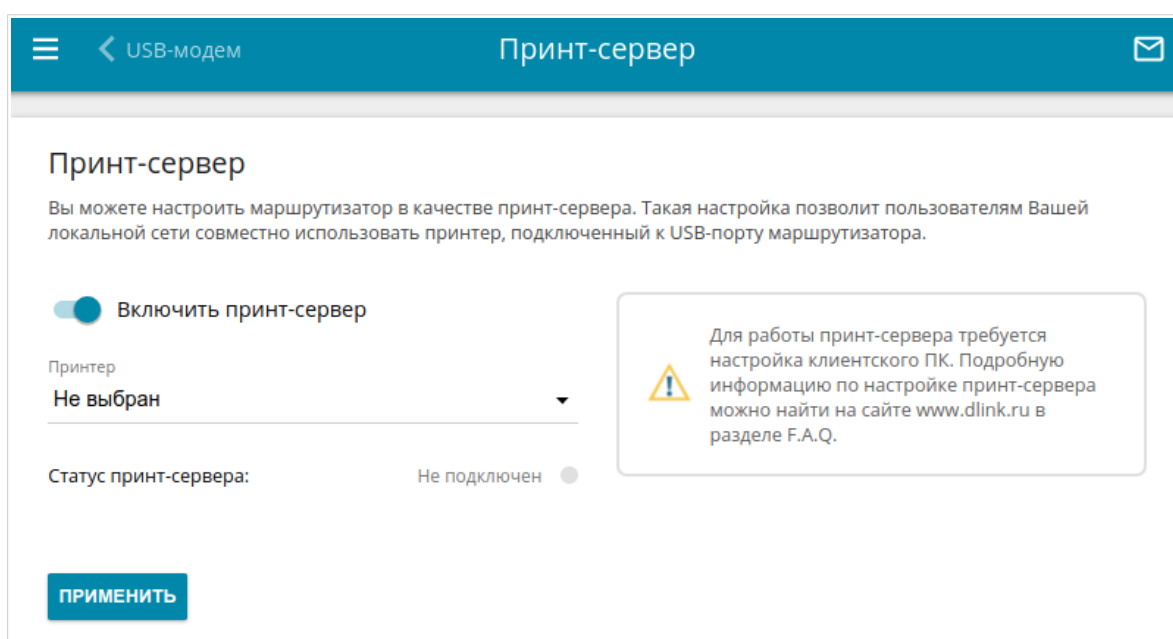 USB-модем
Принт-сервер
Принт-сервер
Вы можете настроить маршрутизатор в качестве принт-сервера. Такая настройка позволит пользователям Вашей
локальной сети совместно использовать принтер, подключенный к USB-порту маршрутизатора.
Включить принт-сервер
Принтер
Не выбран
Статус принт-сервера:
Не подключен
Для работы принт-сервера требуется
настройка клиентского ПК. Подробную
информацию по настройке принт-сервера
можно найти на сайте www.dlink.ru в
разделе F.A.Q.
ПРИМЕНИТЬ